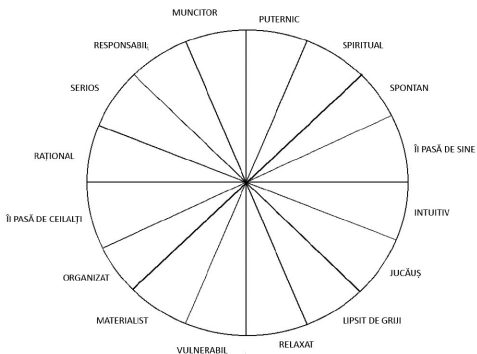 MUNCITOR
PUTERNIC
RESPONSABIL;
SPIRITUAL
SERIOS
SPONTAN
RAȚIONAL
ÎI PASĂ DE SINE
ÎI PASĂ DE CEILALȚI
INTUITIV
ORGANIZAT
JUCĂUȘ
MATERIALIST
LIPSIT DE GRIJI
VULNERABIL
RELAXAT